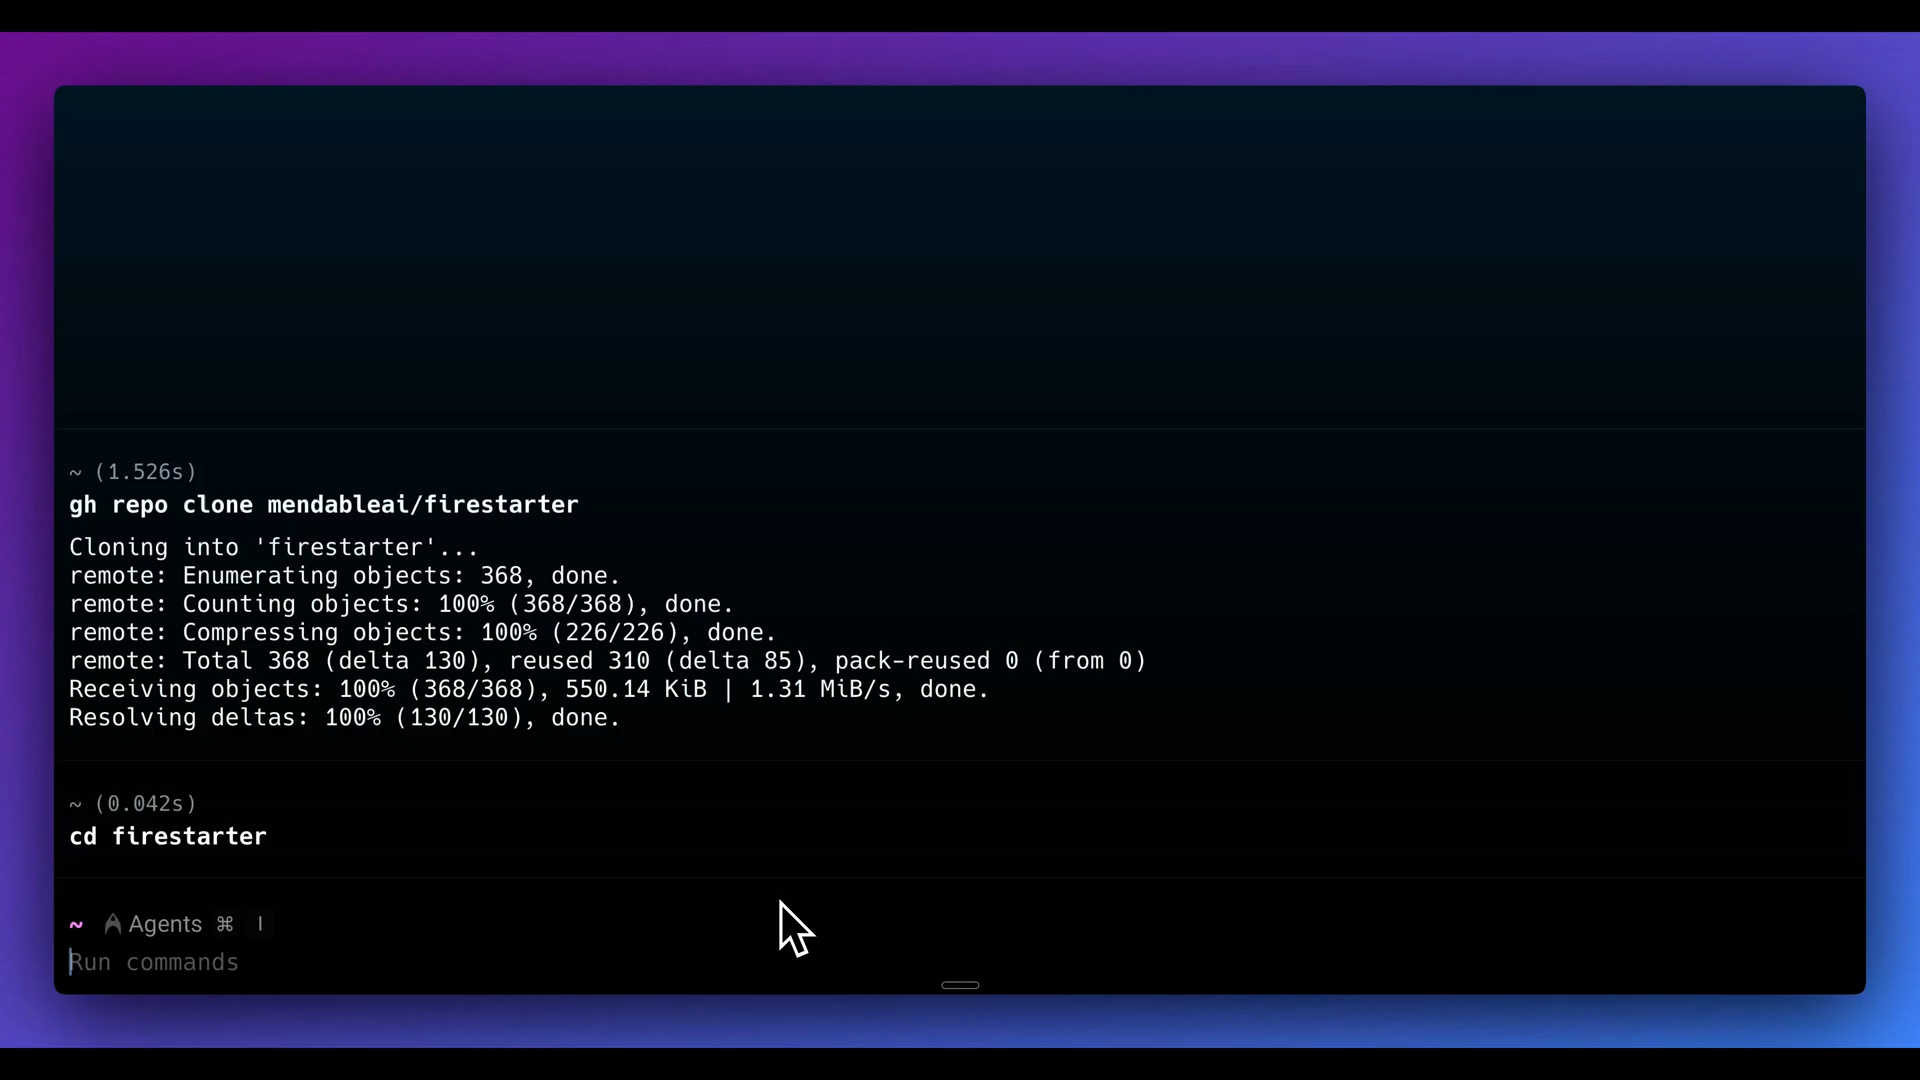 ~ (1.526s)
gh repo clone mendableai/firestarter
Cloning into 'firestarter'...
remote: Enumerating objects: 368, done.
remote: Counting objects: 100% (368/368), done.
remote: Compressing objects: 100% (226/226), done.
remote: Total 368 (delta 130), reused 310 (delta 85), pack-reused 0 (from 0)
Receiving objects: 100% (368/368), 550.14 KiB | 1.31 MiB/s, done.
Resolving deltas: 100% (130/130), done.
~ (0.042s)
cd firestarter
~ Agents ⌘ I
Run commands